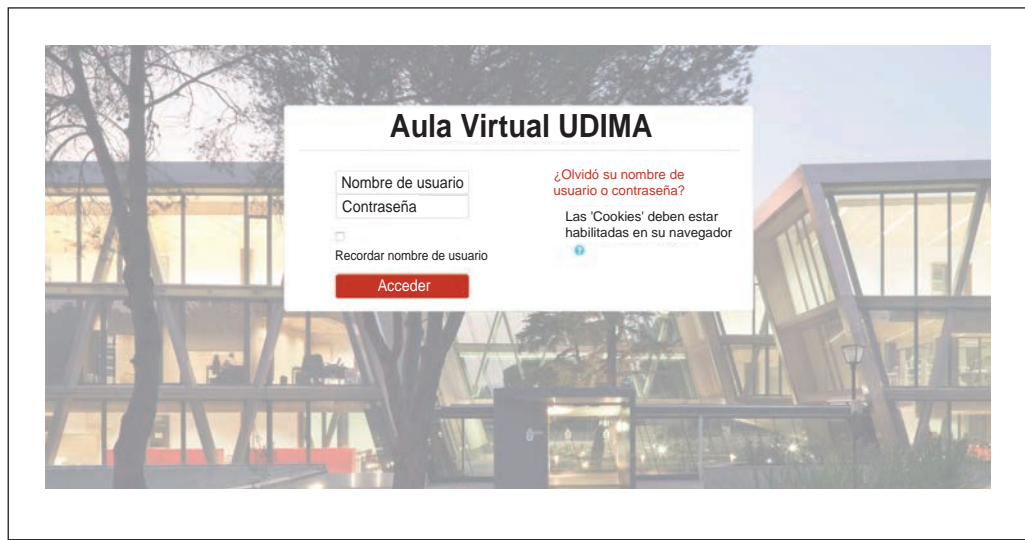 Aula Virtual UDIMA
Nombre de usuario
Contraseña
Recordar nombre de usuario
Acceder
¿Olvidó su nombre de
usuario o contraseña?
Las 'Cookies' deben estar
habilitadas en su navegador
?